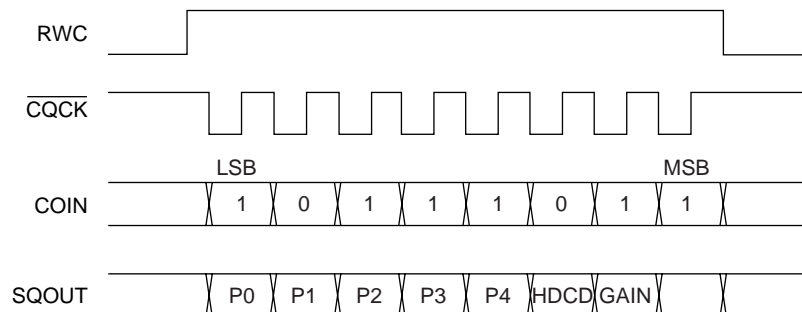 RWC
CQCK
LSB MSB
COIN 1 0 1 1 1 0 1 1
SQOUT P0 P1 P2 P3 P4 HDCD GAIN